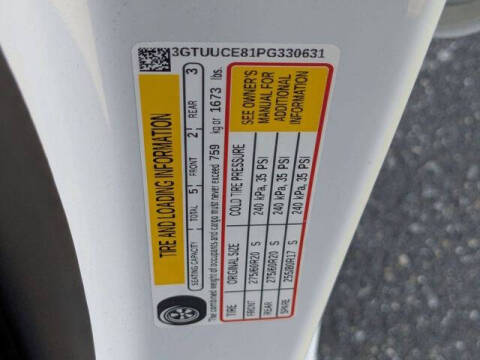 3GTUUCE81PG330631
TIRE AND LOADING INFORMATION
SEATING CAPACITY TOTAL 5 FRONT 2 REAR 3
The combined weight of occupants and cargo must never exceed 759 kg or 1673 lbs.
TIRE ORIGINAL SIZE COLD TIRE PRESSURE
FRONT 275/60R20 S 240 kPa, 35 PSI
REAR 275/60R20 S 240 kPa, 35 PSI
SPARE 255/80R17 S 240 kPa, 35 PSI
SEE OWNER'S
MANUAL FOR
ADDITIONAL
INFORMATION